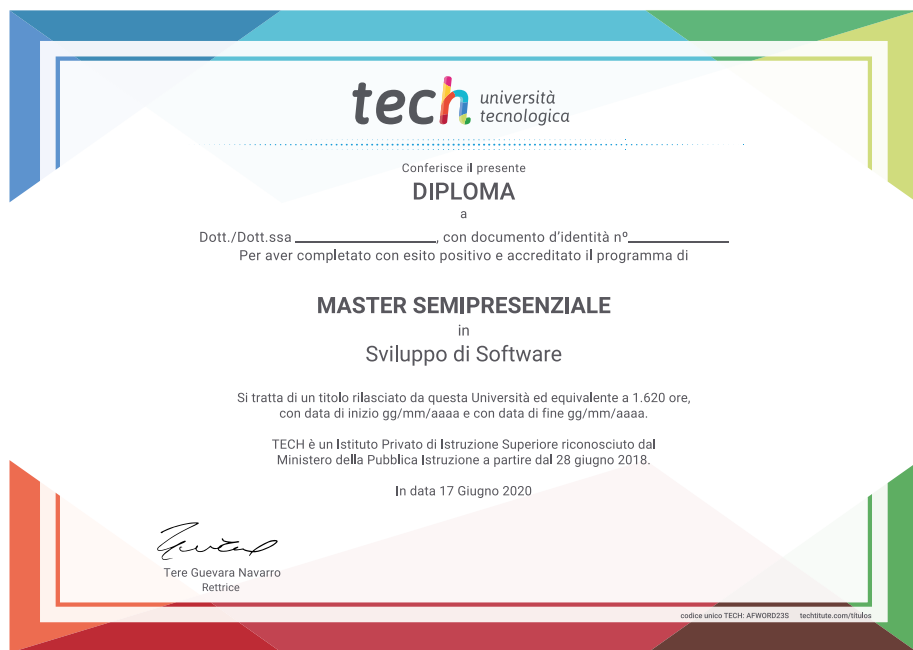 tech università
tecnologica
Conferisce il presente
DIPLOMA
a
Dott./Dott.ssa ________________, con documento d'identità nº____________
Per aver completato con esito positivo e accreditato il programma di
MASTER SEMIPRESENZIALE
in
Sviluppo di Software
Si tratta di un titolo rilasciato da questa Università ed equivalente a 1.620 ore,
con data di inizio gg/mm/aaaa e con data di fine gg/mm/aaaa.
TECH è un Istituto Privato di Istruzione Superiore riconosciuto dal
Ministero della Pubblica Istruzione a partire dal 28 giugno 2018.
In data 17 Giugno 2020
Tere Guevara Navarro
Rettrice
codice unico TECH: AFWORD23S techtitute.com/titulos